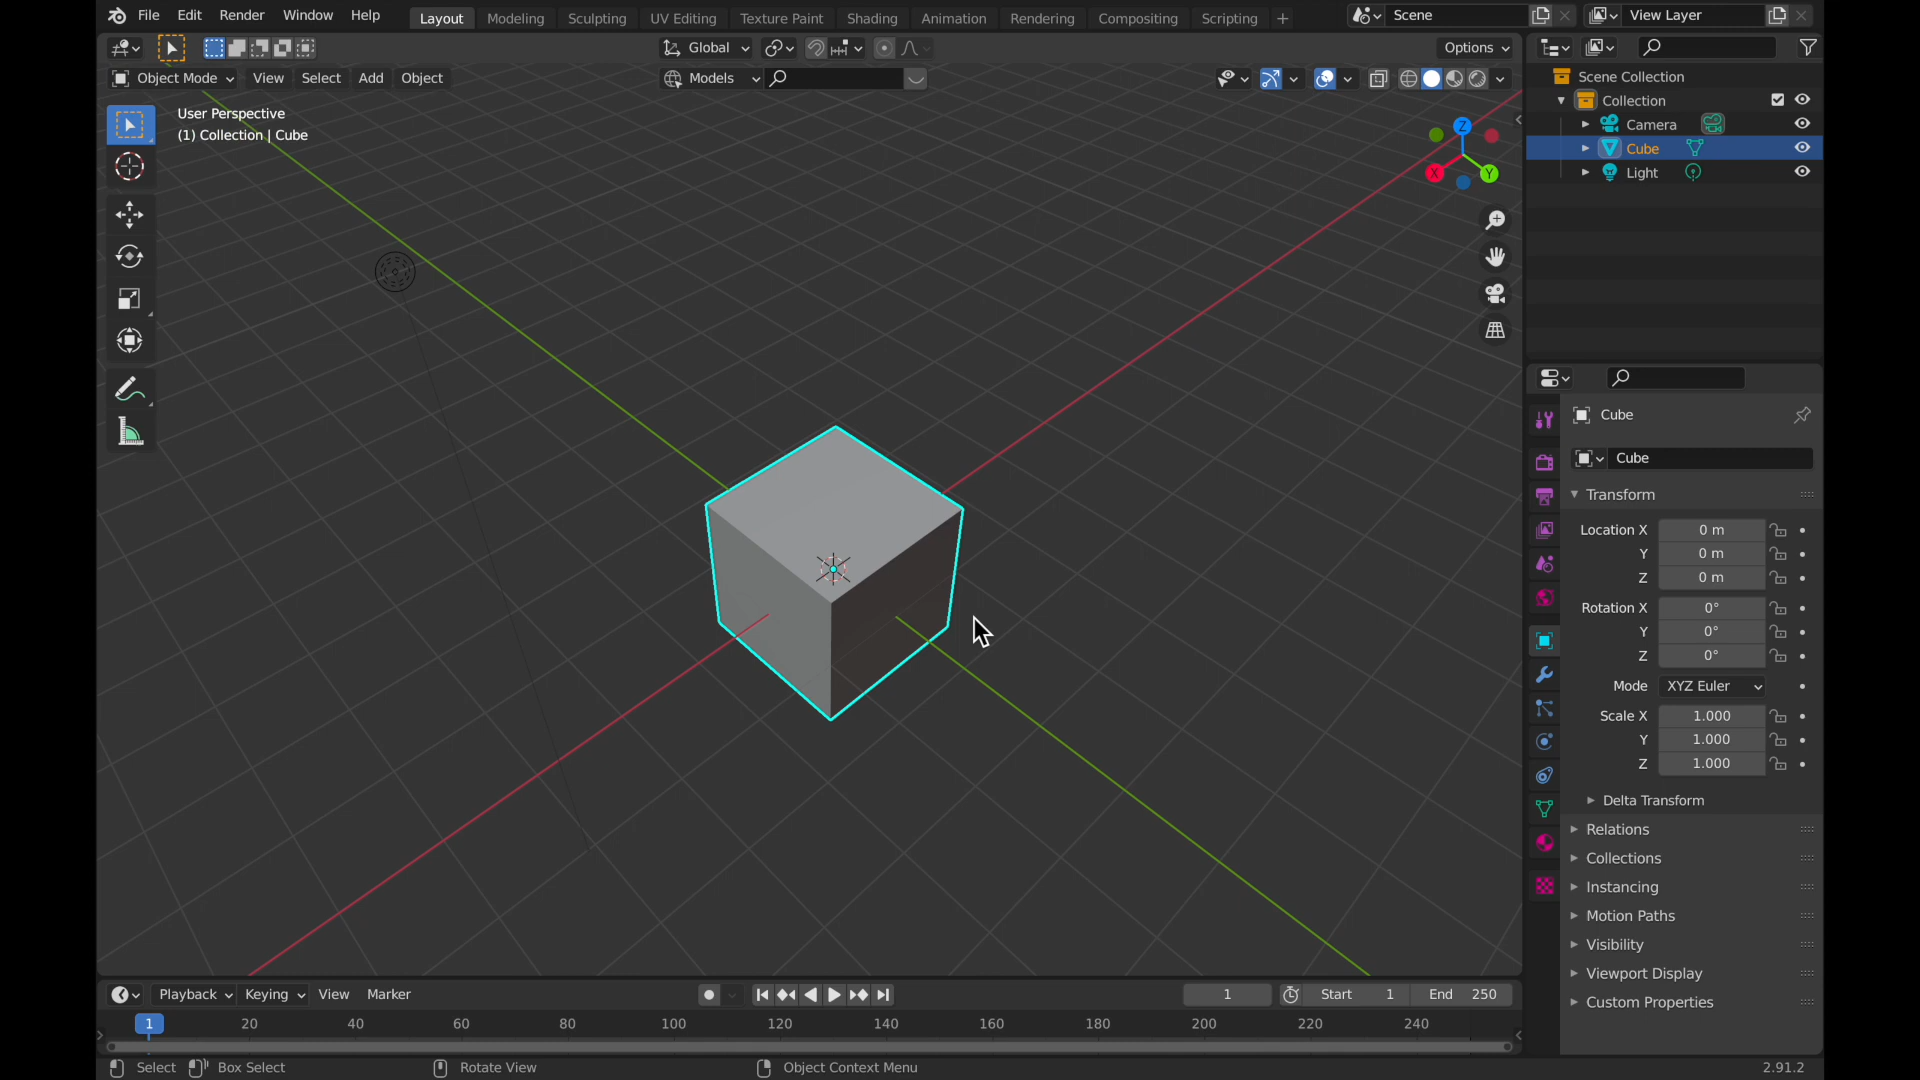 File Edit Render Window Help Layout Modeling Sculpting UV Editing Texture Paint Shading Animation Rendering Compositing Scripting + Scene View Layer
Global Options
Object Mode View Select Add Object Models
User Perspective
(1) Collection | Cube
Z
X
Y
Scene Collection
Collection
Camera
Cube
Light
Cube
Cube
Transform
Location X 0 m
Y 0 m
Z 0 m
Rotation X 0°
Y 0°
Z 0°
Mode XYZ Euler
Scale X 1.000
Y 1.000
Z 1.000
Delta Transform
Relations
Collections
Instancing
Motion Paths
Visibility
Viewport Display
Custom Properties
Playback Keying View Marker 1 Start 1 End 250
1 20 40 60 80 100 120 140 160 180 200 220 240
Select Box Select Rotate View Object Context Menu 2.91.2